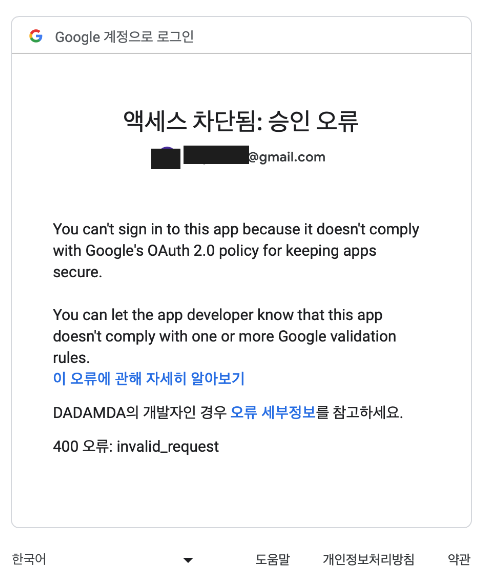 Google 계정으로 로그인
액세스 차단됨: 승인 오류
@gmail.com
You can't sign in to this app because it doesn't comply
with Google's OAuth 2.0 policy for keeping apps
secure.
You can let the app developer know that this app
doesn't comply with one or more Google validation
rules.
이 오류에 관해 자세히 알아보기
DADAMDA의 개발자인 경우 오류 세부정보를 참고하세요.
400 오류: invalid_request
한국어
도움말 개인정보처리방침 약관